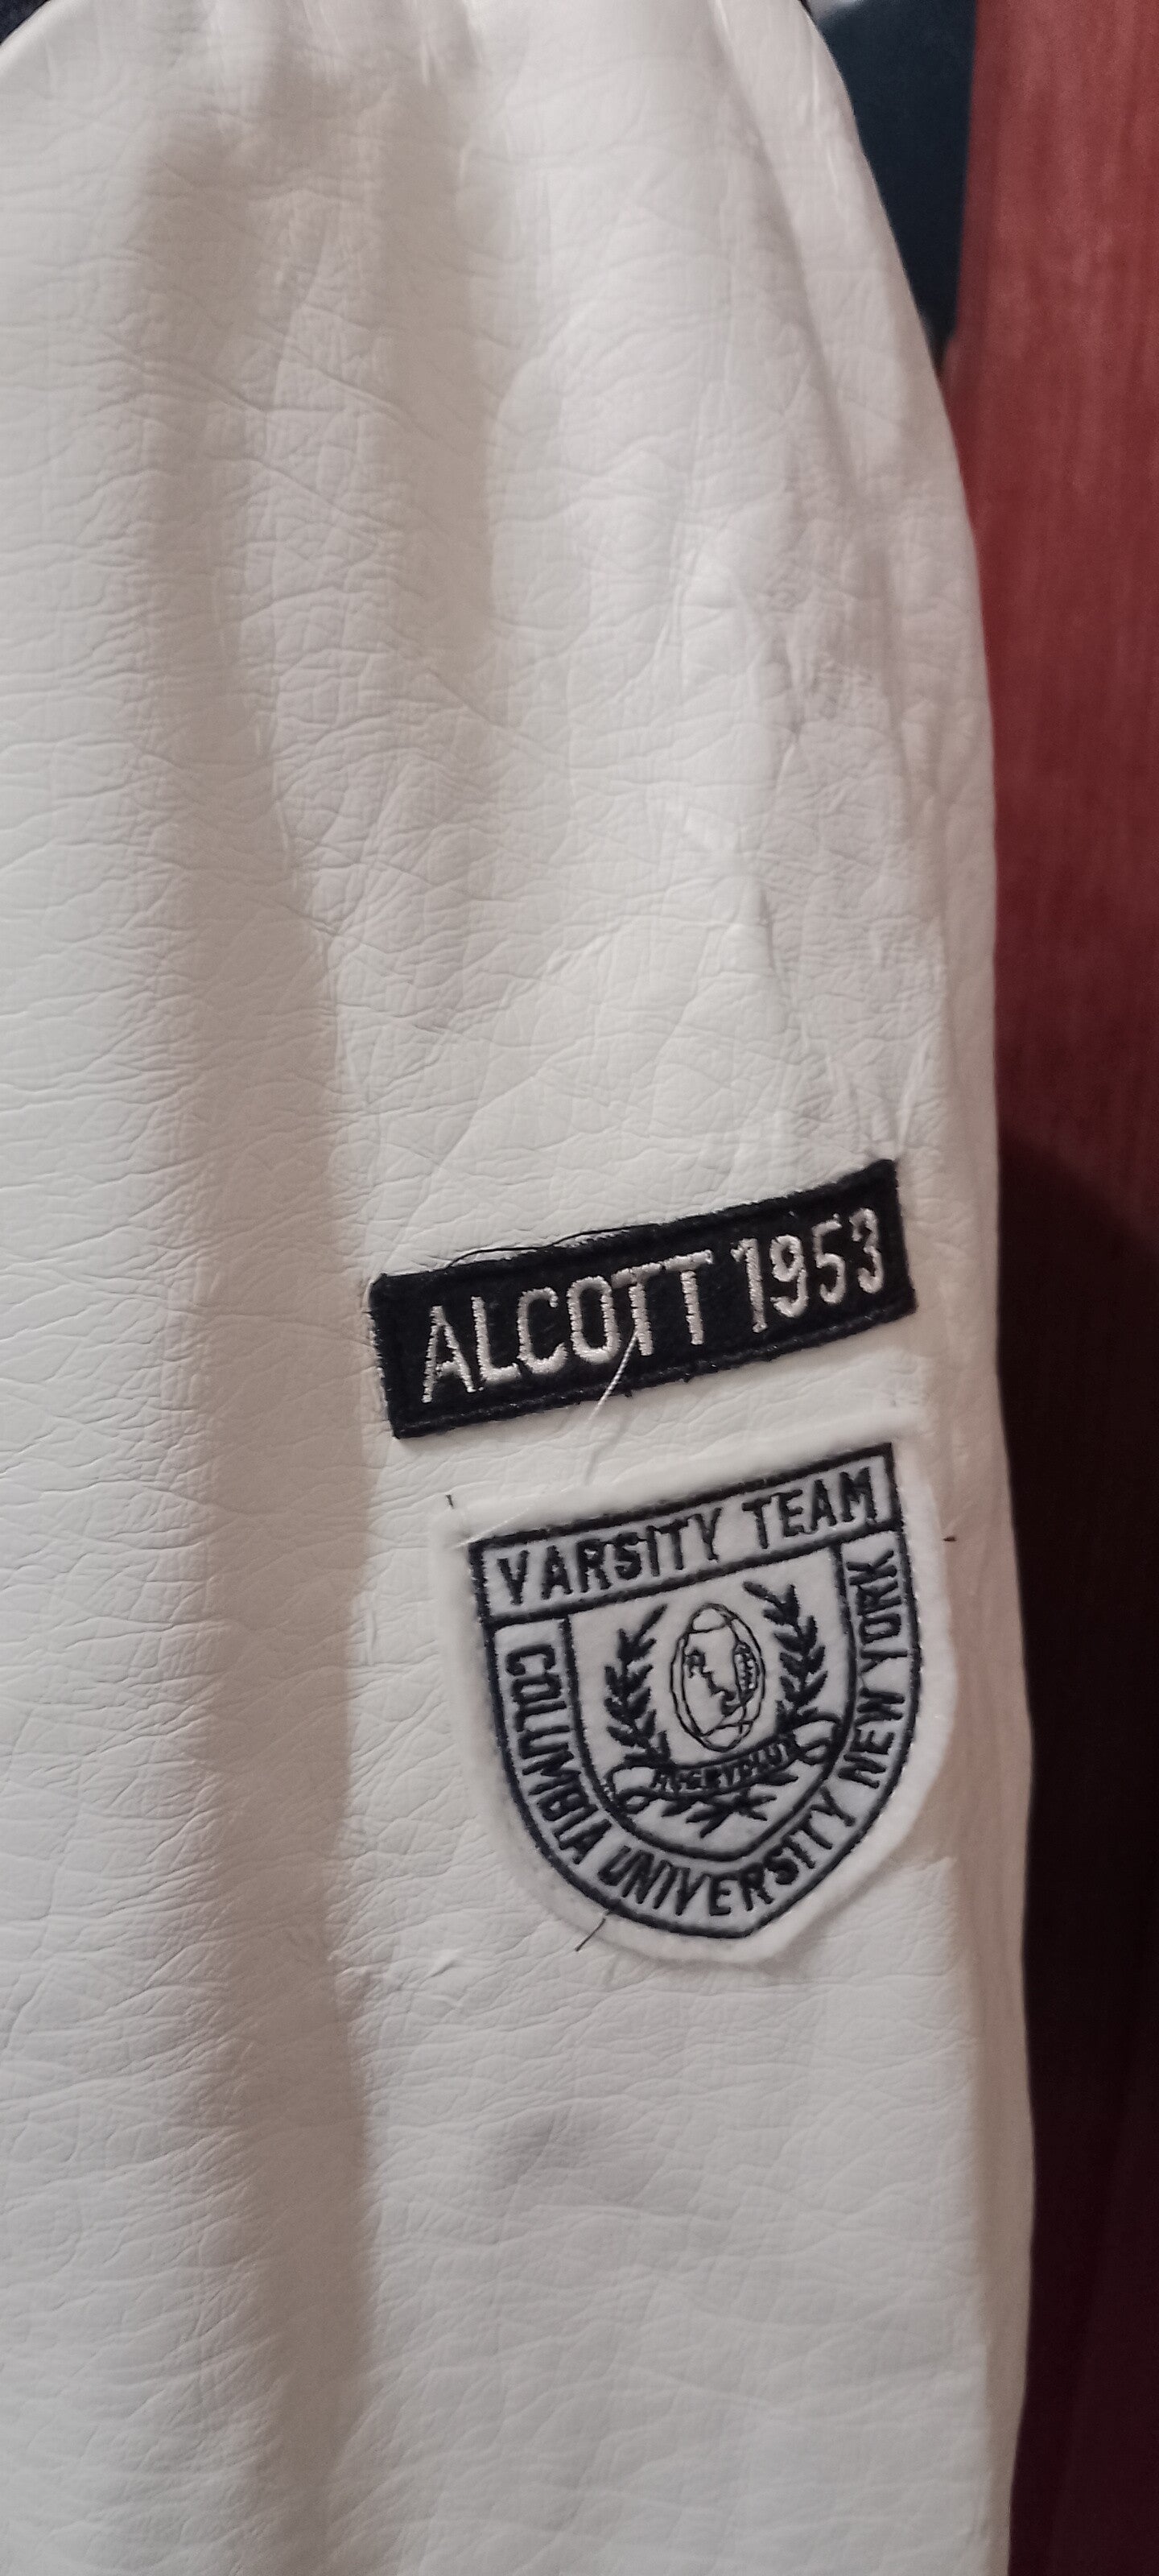 ALCOTT 1953
VARSITY TEAM
COLUMBIA UNIVERSITY NEW YORK